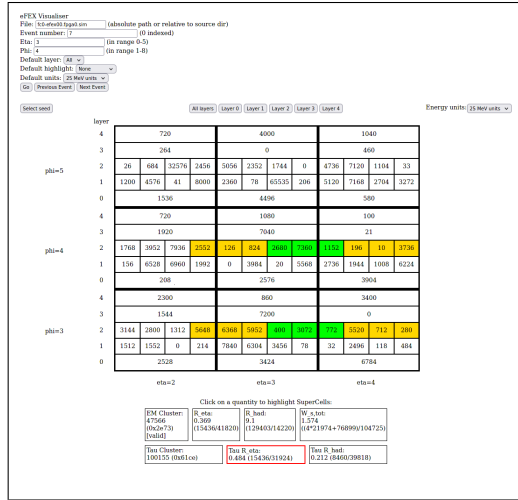 eFEX Visualiser
File: fc0-efex00.fpga0.sim (absolute path or relative to source dir)
Event number: 7 (0 indexed)
Eta: 3 (in range 0-5)
Phi: 4 (in range 1-8)
Default layer: All
Default highlight: None
Default units: 25 MeV units
Go Previous Event Next Event
Select seed All layers Layer 0 Layer 1 Layer 2 Layer 3 Layer 4 Energy units: 25 MeV units
layer
4 720 4000 1040
3 264 0 460
2 26 684 32576 2456 5056 2352 1744 0 4736 7120 1104 33
phi=5
1 1200 4576 41 8000 2360 78 65535 206 5120 7168 2704 3272
0 1536 4496 580
4 720 1080 100
3 1920 7040 21
2 1768 3952 7936 2552 126 824 2680 7360 1152 196 10 3736
phi=4
1 156 6528 6960 1992 0 3984 20 5568 2736 1944 1008 6224
0 208 2576 3904
4 2300 860 3400
3 1544 7200 0
2 3144 2800 1312 5648 6368 5952 400 3072 772 5520 712 280
phi=3
1 1512 1552 0 214 7840 6304 3456 78 32 2496 118 484
0 2528 3424 6784
eta=2 eta=3 eta=4
Click on a quantity to highlight SuperCells:
EM Cluster: R_eta: R_had: W_s,tot:
47566 0.369 9.1 1.574
(0x2e73) (15436/41820) (129403/14220) ((4*21974+76899)/104725)
[valid]
Tau Cluster: Tau R_eta: Tau R_had:
100155 (0x61ce) 0.484 (15436/31924) 0.212 (8460/39818)